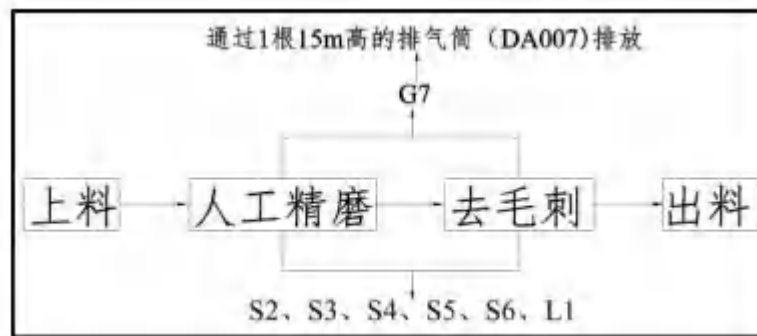 通过1根15m高的排气筒（DA007)排放
G7
上料
人工精磨
去毛刺
出料
S2、S3、S4、S5、S6、L1